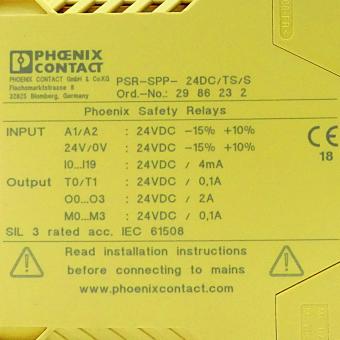 PHŒNIX
CONTACT
PHOENIX CONTACT GmbH & Co.KG
Flachsmarktstrasse 8
32825 Blomberg, Germany
PSR-SPP- 24DC/TS/S
Ord.-No.: 29 86 23 2
Phoenix Safety Relays
INPUT A1/A2 : 24VDC -15% +10%
24V/0V : 24VDC -15% +10%
I0...I19 : 24VDC / 4mA
Output T0/T1 : 24VDC / 0,1A
O0...O3 : 24VDC / 2A
M0...M3 : 24VDC / 0,1A
CE
18
SIL 3 rated acc. IEC 61508
Read installation instructions
before connecting to mains
www.phoenixcontact.com